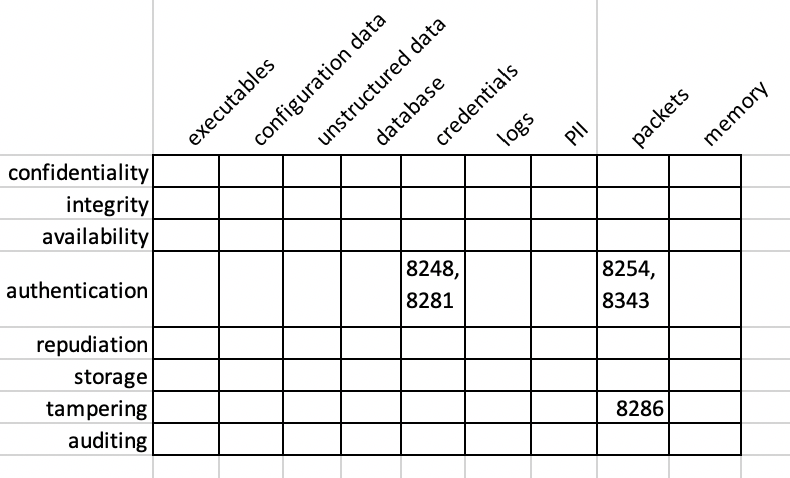 executables
configuration data
unstructured data
database
credentials
logs
PII
packets
memory
confidentiality
integrity
availability
authentication
8248,
8281
8254,
8343
repudiation
storage
tampering
8286
auditing